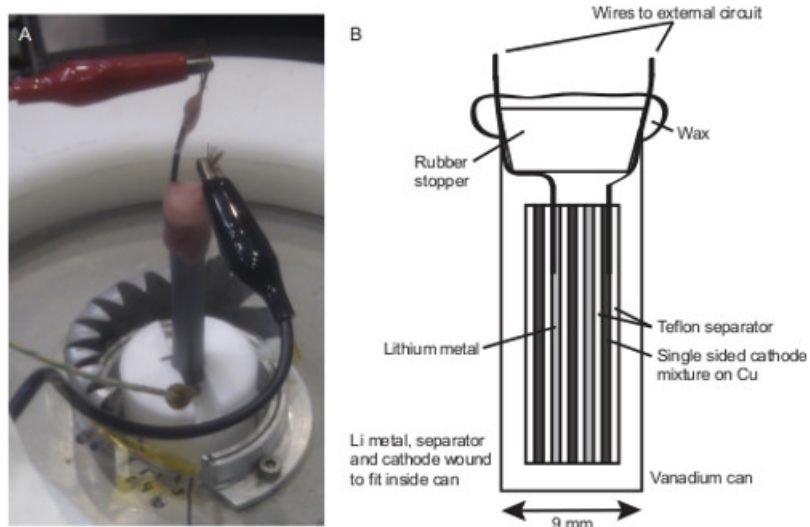 A
B
Wires to external circuit
Wax
Rubber
stopper
Teflon separator
Lithium metal
Single sided cathode
mixture on Cu
Li metal, separator
and cathode wound
to fit inside can
Vanadium can
9 mm